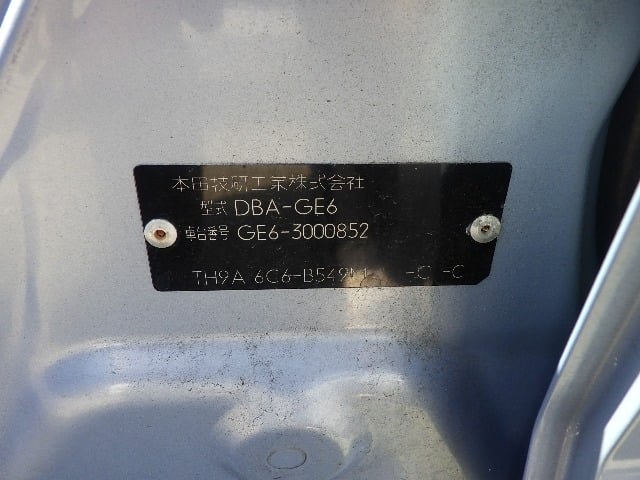 本田技研工業株式会社
型式 DBA-GE6
車台番号 GE6-3000852
TH9A 6C6-B549M -C -C